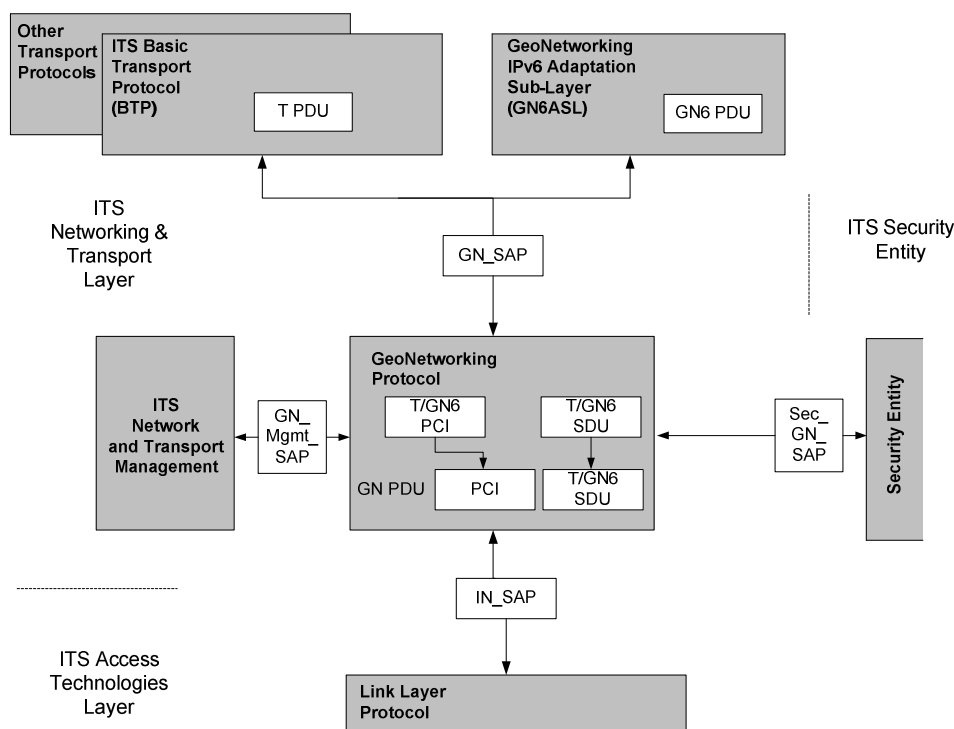 Other
Transport
Protocols
ITS Basic
Transport
Protocol
(BTP)
T PDU
GeoNetworking
IPv6 Adaptation
Sub-Layer
(GN6ASL)
GN6 PDU
ITS
Networking &
Transport
Layer
GN_SAP
ITS Security
Entity
ITS
Network
and Transport
Management
GN_
Mgmt_
SAP
GeoNetworking
Protocol
T/GN6
PCI
T/GN6
SDU
GN PDU
PCI
T/GN6
SDU
Sec_
GN_
SAP
Security Entity
IN_SAP
ITS Access
Technologies
Layer
Link Layer
Protocol